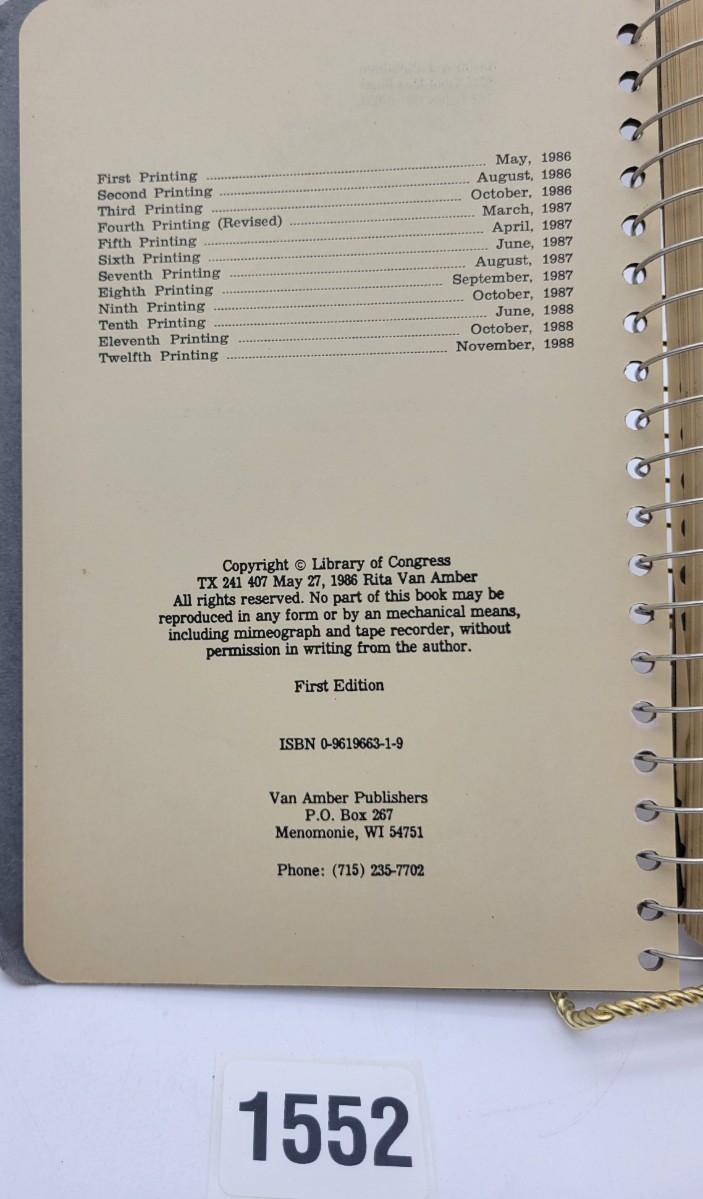 First Printing ........................ May, 1986
Second Printing ........................ August, 1986
Third Printing ........................ October, 1986
Fourth Printing (Revised) ........................ March, 1987
Fifth Printing ........................ April, 1987
Sixth Printing ........................ June, 1987
Seventh Printing ........................ August, 1987
Eighth Printing ........................ September, 1987
Ninth Printing ........................ October, 1987
Tenth Printing ........................ June, 1988
Eleventh Printing ........................ October, 1988
Twelfth Printing ........................ November, 1988
Copyright © Library of Congress
TX 241 407 May 27, 1986 Rita Van Amber
All rights reserved. No part of this book may be
reproduced in any form or by an mechanical means,
including mimeograph and tape recorder, without
permission in writing from the author.
First Edition
ISBN 0-9619663-1-9
Van Amber Publishers
P.O. Box 267
Menomonie, WI 54751
Phone: (715) 235-7702
1552